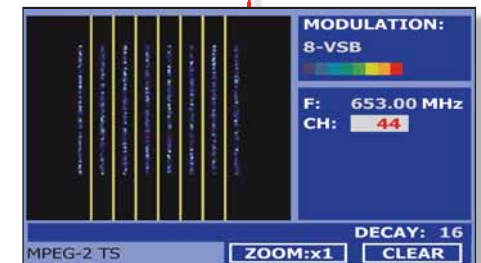 MODULATION:
8-VSB
F: 653.00 MHz
CH: 44
DECAY: 16
MPEG-2 TS ZOOM:x1 CLEAR